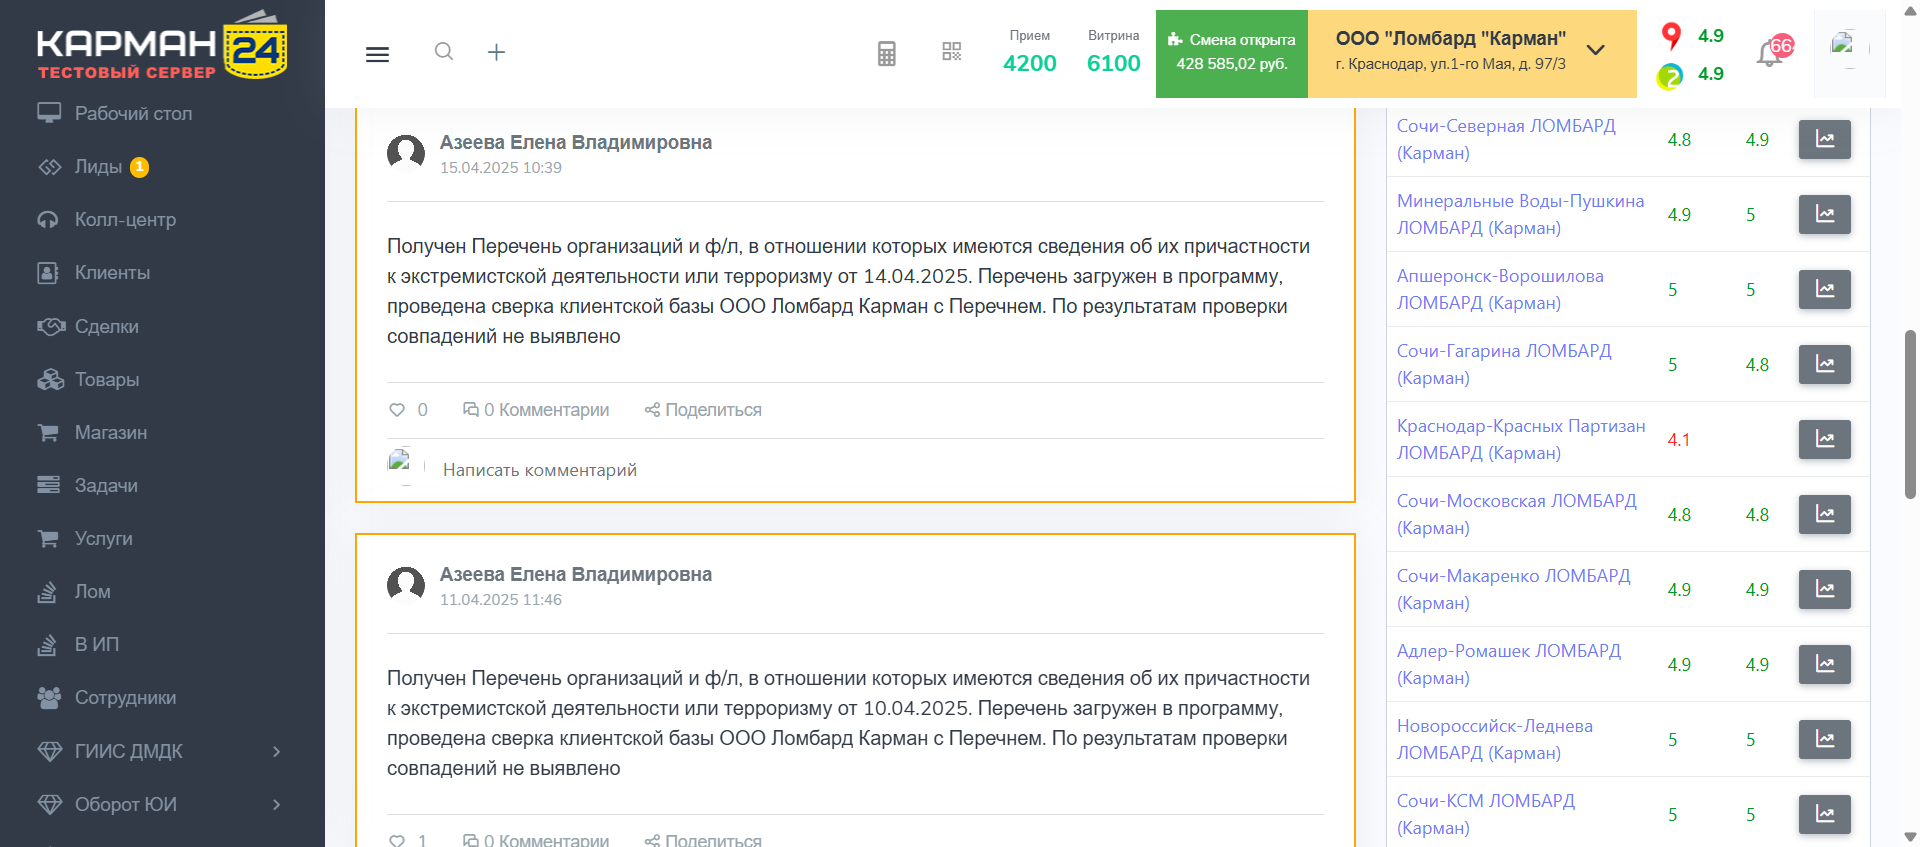 КАРМАН 24
ТЕСТОВЫЙ СЕРВЕР
Рабочий стол
Лиды 1
Колл-центр
Клиенты
Сделки
Товары
Магазин
Задачи
Услуги
Лом
В ИП
Сотрудники
ГИИС ДМДК
Оборот ЮИ
Прием
4200
Витрина
6100
Смена открыта
428 585,02 руб.
ООО "Ломбард "Карман"
г. Краснодар, ул.1-го Мая, д. 97/3
4.9
4.9
Азеева Елена Владимировна
15.04.2025 10:39
Получен Перечень организаций и ф/л, в отношении которых имеются сведения об их причастности
к экстремистской деятельности или терроризму от 14.04.2025. Перечень загружен в программу,
проведена сверка клиентской базы ООО Ломбард Карман с Перечнем. По результатам проверки
совпадений не выявлено
0 0 Комментарии Поделиться
Написать комментарий
Азеева Елена Владимировна
11.04.2025 11:46
Получен Перечень организаций и ф/л, в отношении которых имеются сведения об их причастности
к экстремистской деятельности или терроризму от 10.04.2025. Перечень загружен в программу,
проведена сверка клиентской базы ООО Ломбард Карман с Перечнем. По результатам проверки
совпадений не выявлено
1 0 Комментарии Поделиться
Сочи-Северная ЛОМБАРД
(Карман)
4.8 4.9
Минеральные Воды-Пушкина
ЛОМБАРД (Карман)
4.9 5
Апшеронск-Ворошилова
ЛОМБАРД (Карман)
5 5
Сочи-Гагарина ЛОМБАРД
(Карман)
5 4.8
Краснодар-Красных Партизан
ЛОМБАРД (Карман)
4.1
Сочи-Московская ЛОМБАРД
(Карман)
4.8 4.8
Сочи-Макаренко ЛОМБАРД
(Карман)
4.9 4.9
Адлер-Ромашек ЛОМБАРД
(Карман)
4.9 4.9
Новороссийск-Леднева
ЛОМБАРД (Карман)
5 5
Сочи-КСМ ЛОМБАРД
(Карман)
5 5